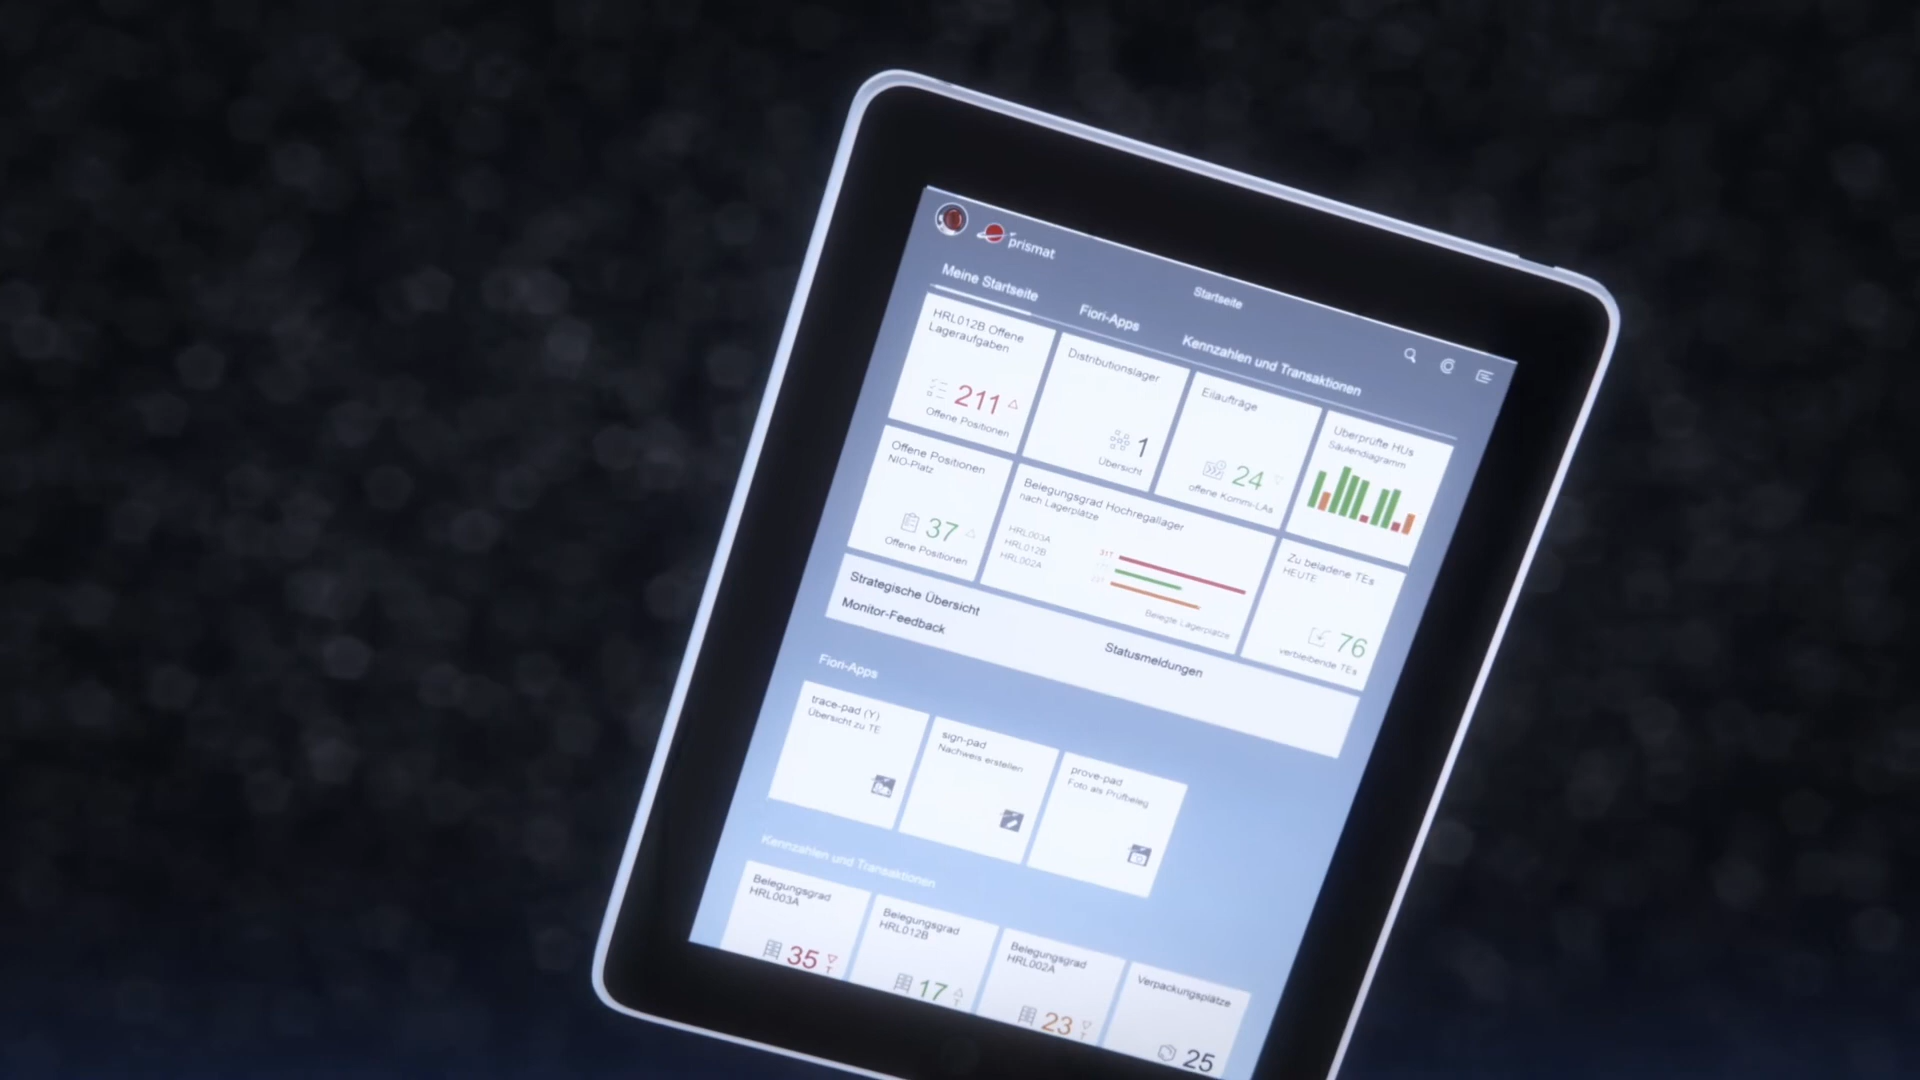 prismat
Startseite
Meine Startseite
Fiori-Apps
Kennzahlen und Transaktionen
HRL012B Offene
Lageraufgaben
211
Offene Positionen
Distributionslager
1
Übersicht
Eilaufträge
24
offene Kommi-LAs
Überprüfte HUs
Säulendiagramm
Offene Positionen
NIO-Platz
37
Offene Positionen
Belegungsgrad Hochregallager
nach Lagerplätze
HRL003A
HRL012B
HRL002A
31T
Belegte Lagerplätze
Zu beladene TEs
HEUTE
76
verbleibende TEs
Strategische Übersicht
Monitor-Feedback
Statusmeldungen
Fiori-Apps
trace-pad (Y)
Übersicht zu TE
sign-pad
Nachweis erstellen
prove-pad
Foto als Prüfbeleg
Kennzahlen und Transaktionen
Belegungsgrad
HRL003A
35
T
Belegungsgrad
HRL012B
17
T
Belegungsgrad
HRL002A
23
T
Verpackungsplätze
25